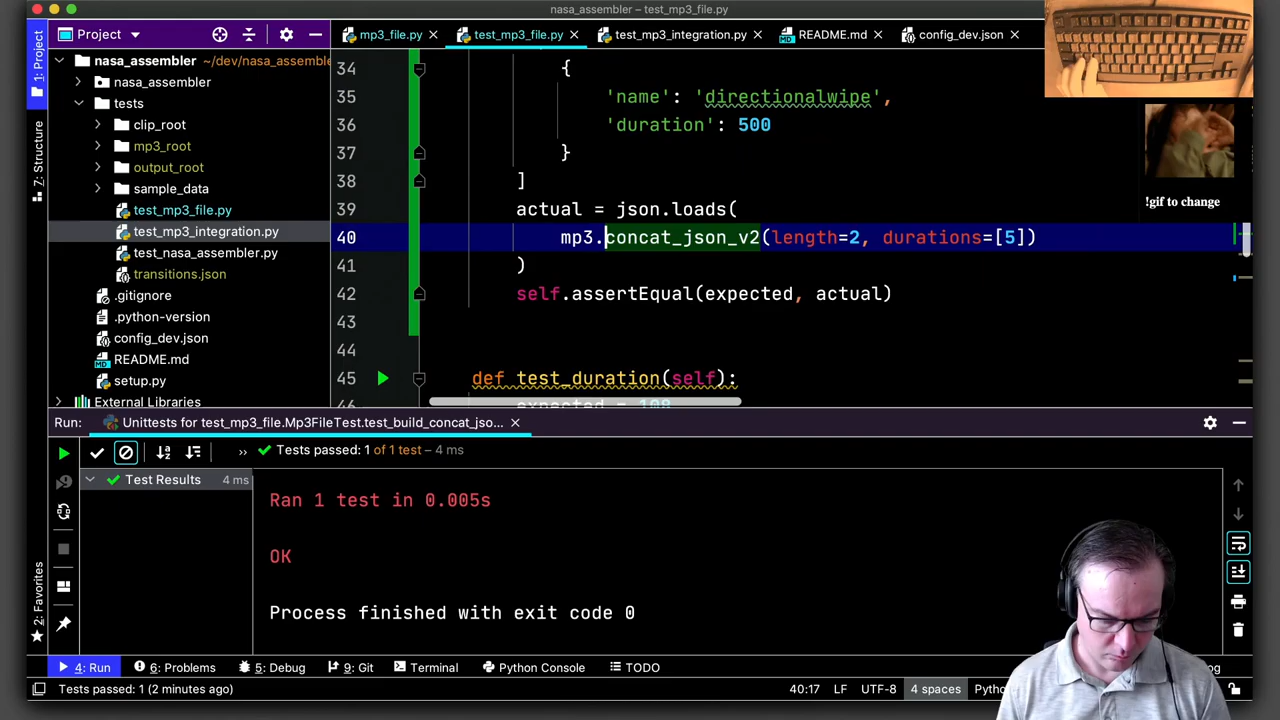 nasa_assembler – test_mp3_file.py
Project
mp3_file.py
test_mp3_file.py
test_mp3_integration.py
README.md
config_dev.json
1: Project
7: Structure
2: Favorites
nasa_assembler ~/dev/nasa_assemble
nasa_assembler
tests
clip_root
mp3_root
output_root
sample_data
test_mp3_file.py
test_mp3_integration.py
test_nasa_assembler.py
transitions.json
.gitignore
.python-version
config_dev.json
README.md
setup.py
External Libraries
34 {
35 'name': 'directionalwipe',
36 'duration': 500
37 }
38 ]
39 actual = json.loads(
40 mp3.concat_json_v2(length=2, durations=[5])
41 )
42 self.assertEqual(expected, actual)
43
44
45 def test_duration(self):
46 expected = 108
!gif to change
Run: Unittests for test_mp3_file.Mp3FileTest.test_build_concat_jso...
Tests passed: 1 of 1 test – 4 ms
Test Results 4 ms
Ran 1 test in 0.005s
OK
Process finished with exit code 0
4: Run
6: Problems
5: Debug
9: Git
Terminal
Python Console
TODO
Tests passed: 1 (2 minutes ago)
40:17 LF UTF-8 4 spaces